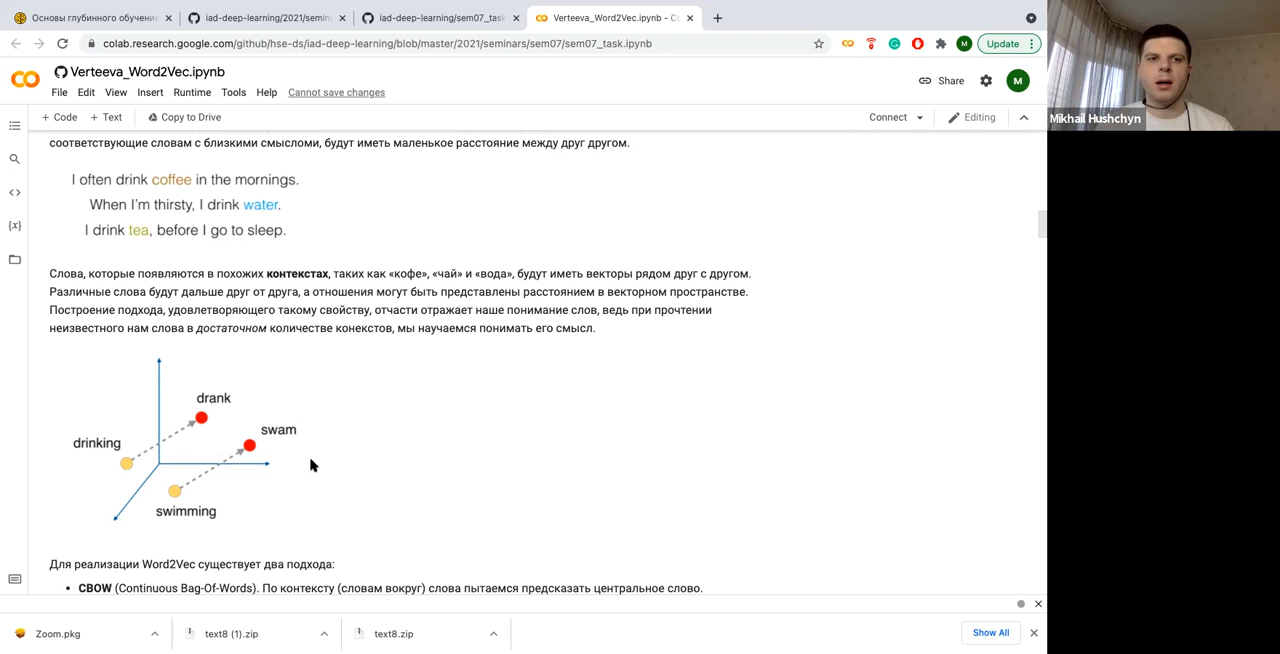 Основы глубинного обучени
iad-deep-learning/2021/semina
iad-deep-learning/sem07_task
Verteeva_Word2Vec.ipynb - Co
colab.research.google.com/github/hse-ds/iad-deep-learning/blob/master/2021/seminars/sem07/sem07_task.ipynb
M
Update
Verteeva_Word2Vec.ipynb
Share
M
File Edit View Insert Runtime Tools Help Cannot save changes
+ Code + Text Copy to Drive
Connect
Editing
Mikhail Hushchyn
соответствующие словам с близкими смысломи, будут иметь маленькое расстояние между друг другом.
I often drink coffee in the mornings.
When I'm thirsty, I drink water.
I drink tea, before I go to sleep.
Слова, которые появляются в похожих контекстах, таких как «кофе», «чай» и «вода», будут иметь векторы рядом друг с другом.
Различные слова будут дальше друг от друга, а отношения могут быть представлены расстоянием в векторном пространстве.
Построение подхода, удовлетворяющего такому свойству, отчасти отражает наше понимание слов, ведь при прочтении
неизвестного нам слова в достаточном количестве конекстов, мы научаемся понимать его смысл.
drank
swam
drinking
swimming
Для реализации Word2Vec существует два подхода:
• CBOW (Continuous Bag-Of-Words). По контексту (словам вокруг) слова пытаемся предсказать центральное слово.
Zoom.pkg
text8 (1).zip
text8.zip
Show All